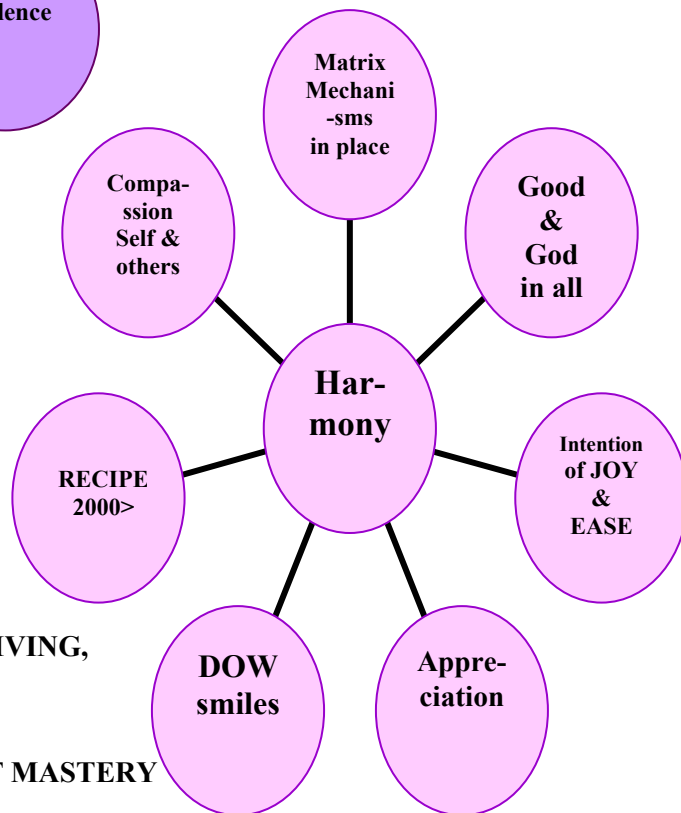 lence
Matrix
Mechani
-sms
in place
Compa-
ssion
Self &
others
Good
&
God
in all
Har-
mony
Intention
of JOY
&
EASE
RECIPE
2000>
IVING,
DOW
smiles
Appre-
ciation
T MASTERY